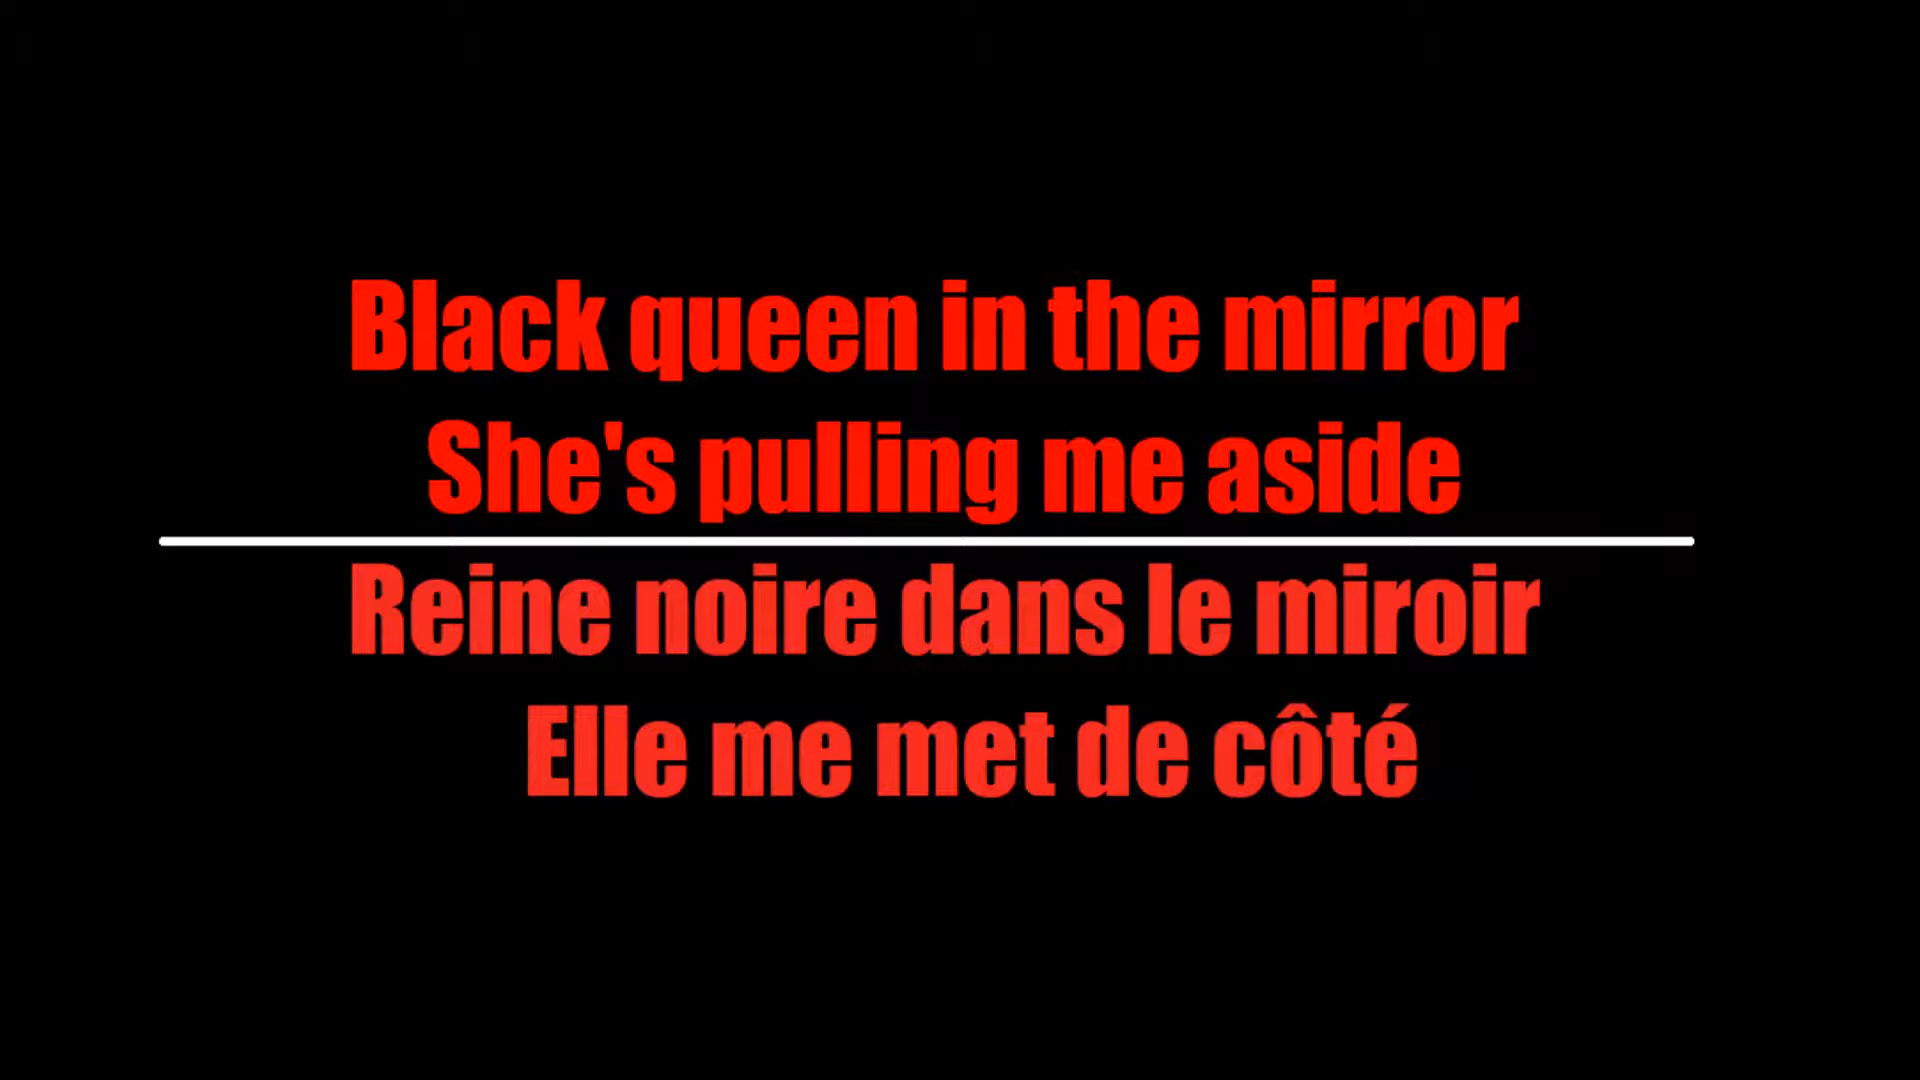 Black queen in the mirror
She's pulling me aside
Reine noire dans le miroir
Elle me met de côté